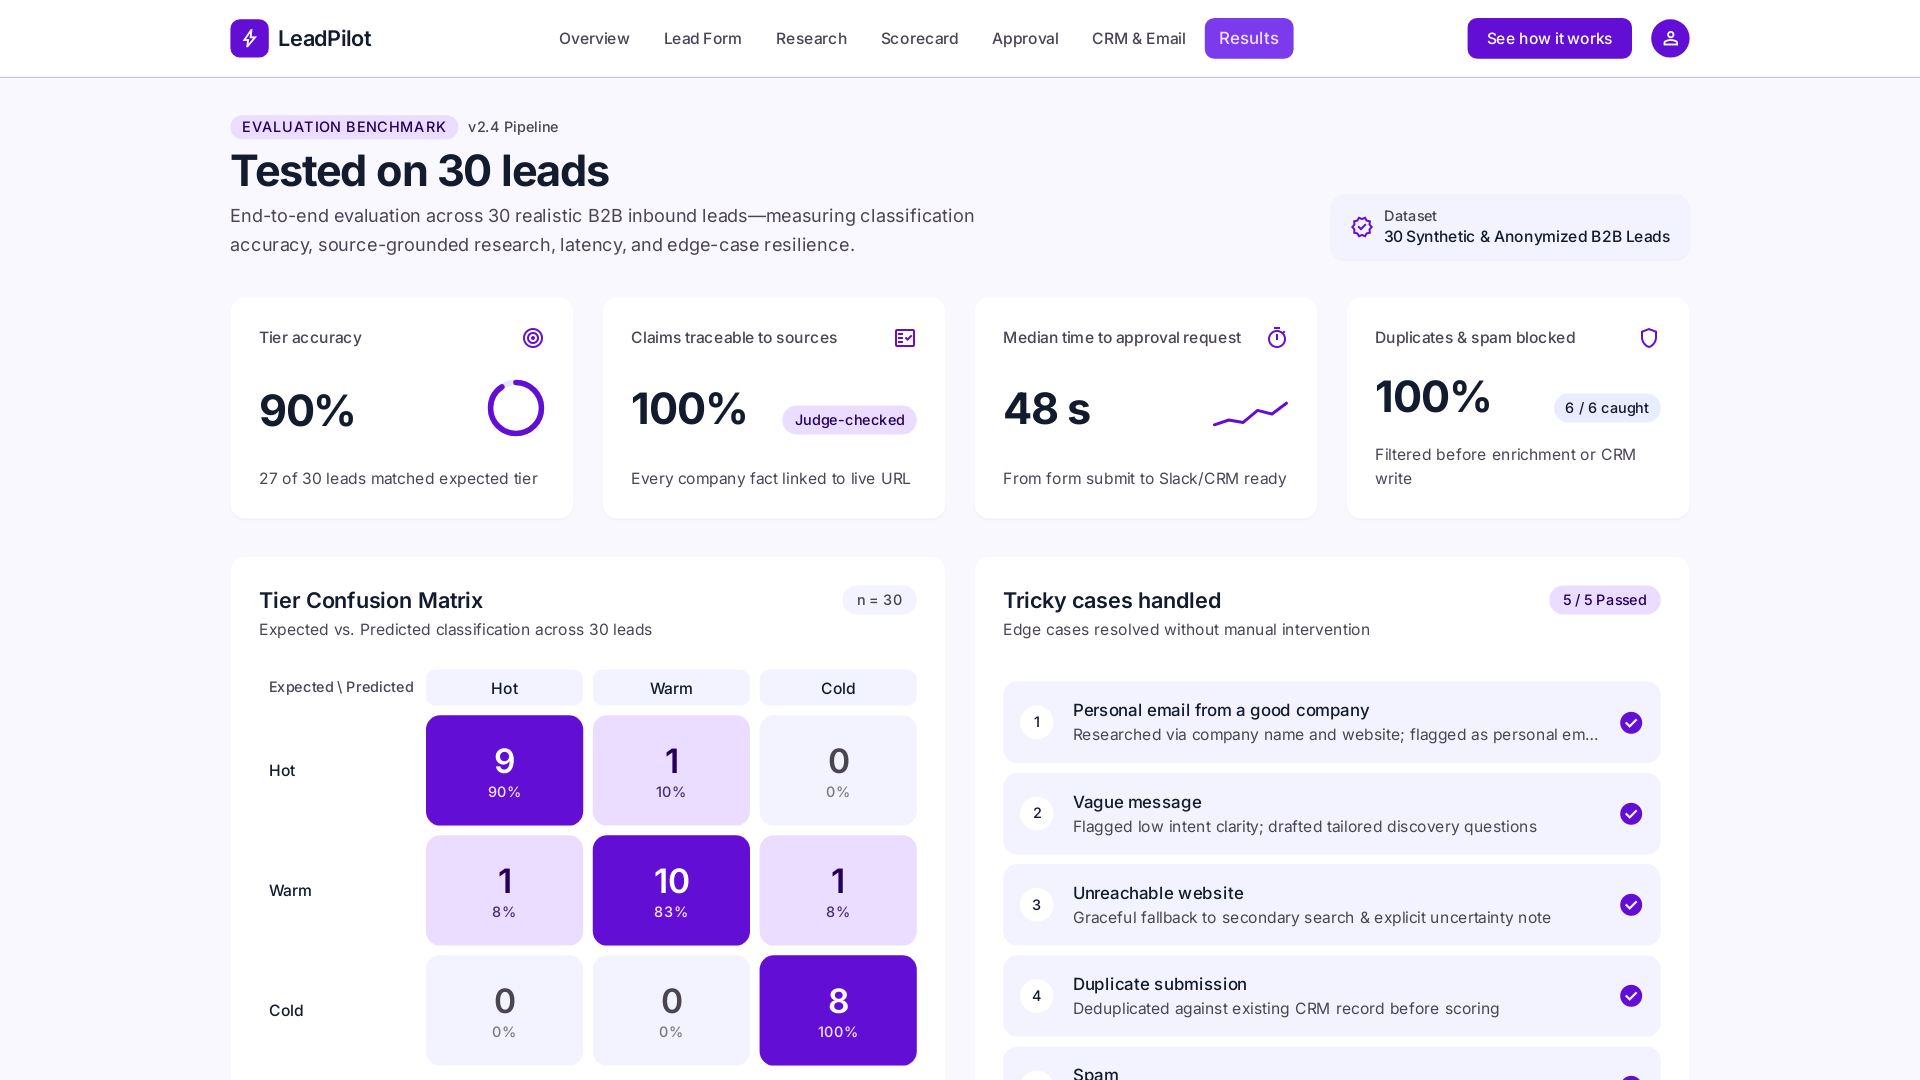 LeadPilot
Overview
Lead Form
Research
Scorecard
Approval
CRM & Email
Results
See how it works
EVALUATION BENCHMARK
v2.4 Pipeline
Tested on 30 leads
End-to-end evaluation across 30 realistic B2B inbound leads—measuring classification
accuracy, source-grounded research, latency, and edge-case resilience.
Dataset
30 Synthetic & Anonymized B2B Leads
Tier accuracy
90%
27 of 30 leads matched expected tier
Claims traceable to sources
100%
Judge-checked
Every company fact linked to live URL
Median time to approval request
48 s
From form submit to Slack/CRM ready
Duplicates & spam blocked
100%
6 / 6 caught
Filtered before enrichment or CRM
write
Tier Confusion Matrix
n = 30
Expected vs. Predicted classification across 30 leads
Expected \ Predicted
Hot
Warm
Cold
Hot
9
90%
1
10%
0
0%
Warm
1
8%
10
83%
1
8%
Cold
0
0%
0
0%
8
100%
Tricky cases handled
5 / 5 Passed
Edge cases resolved without manual intervention
1
Personal email from a good company
Researched via company name and website; flagged as personal em...
2
Vague message
Flagged low intent clarity; drafted tailored discovery questions
3
Unreachable website
Graceful fallback to secondary search & explicit uncertainty note
4
Duplicate submission
Deduplicated against existing CRM record before scoring
Spam